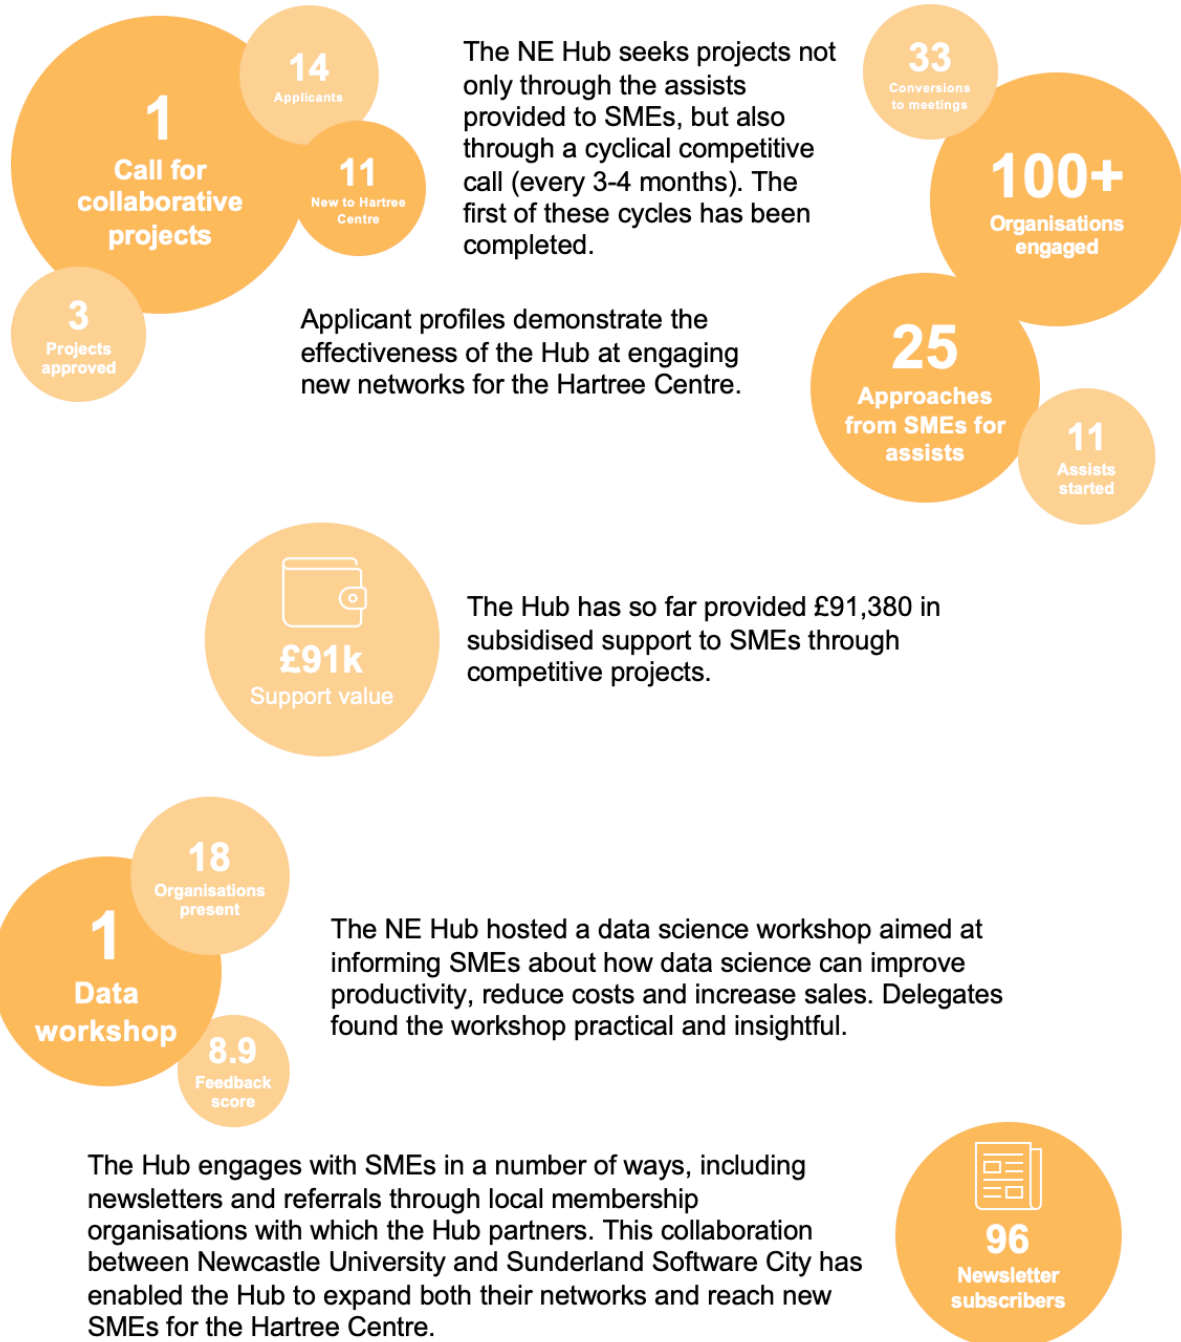 1
Call for
collaborative
projects
14
Applicants
11
New to Hartree
Centre
3
Projects
approved
The NE Hub seeks projects not
only through the assists
provided to SMEs, but also
through a cyclical competitive
call (every 3-4 months). The
first of these cycles has been
completed.
33
Conversions
to meetings
100+
Organisations
engaged
Applicant profiles demonstrate the
effectiveness of the Hub at engaging
new networks for the Hartree Centre.
25
Approaches
from SMEs for
assists
11
Assists
started
£91k
Support value
The Hub has so far provided £91,380 in
subsidised support to SMEs through
competitive projects.
18
Organisations
present
1
Data
workshop
8.9
Feedback
score
The NE Hub hosted a data science workshop aimed at
informing SMEs about how data science can improve
productivity, reduce costs and increase sales. Delegates
found the workshop practical and insightful.
The Hub engages with SMEs in a number of ways, including
newsletters and referrals through local membership
organisations with which the Hub partners. This collaboration
between Newcastle University and Sunderland Software City has
enabled the Hub to expand both their networks and reach new
SMEs for the Hartree Centre.
96
Newsletter
subscribers